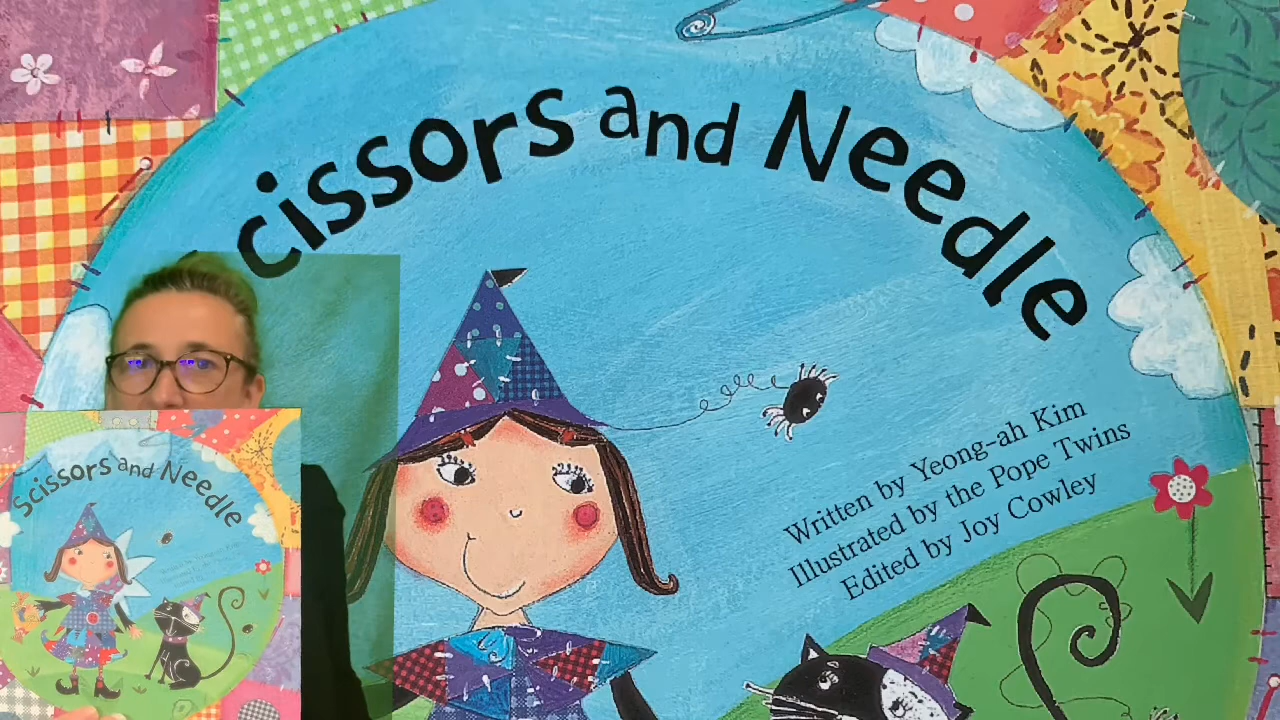 cissors and Needle
Written by Yeong-ah Kim
Illustrated by the Pope Twins
Edited by Joy Cowley
Scissors and Needle